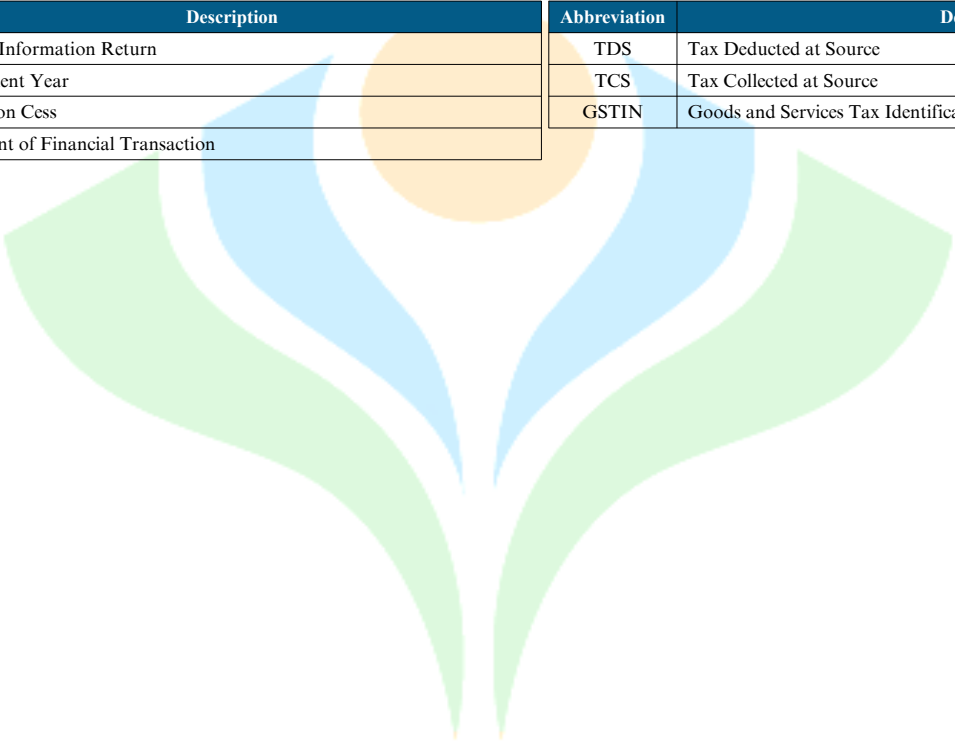 Description Abbreviation De
Information Return TDS Tax Deducted at Source
ent Year TCS Tax Collected at Source
on Cess GSTIN Goods and Services Tax Identifica
nt of Financial Transaction